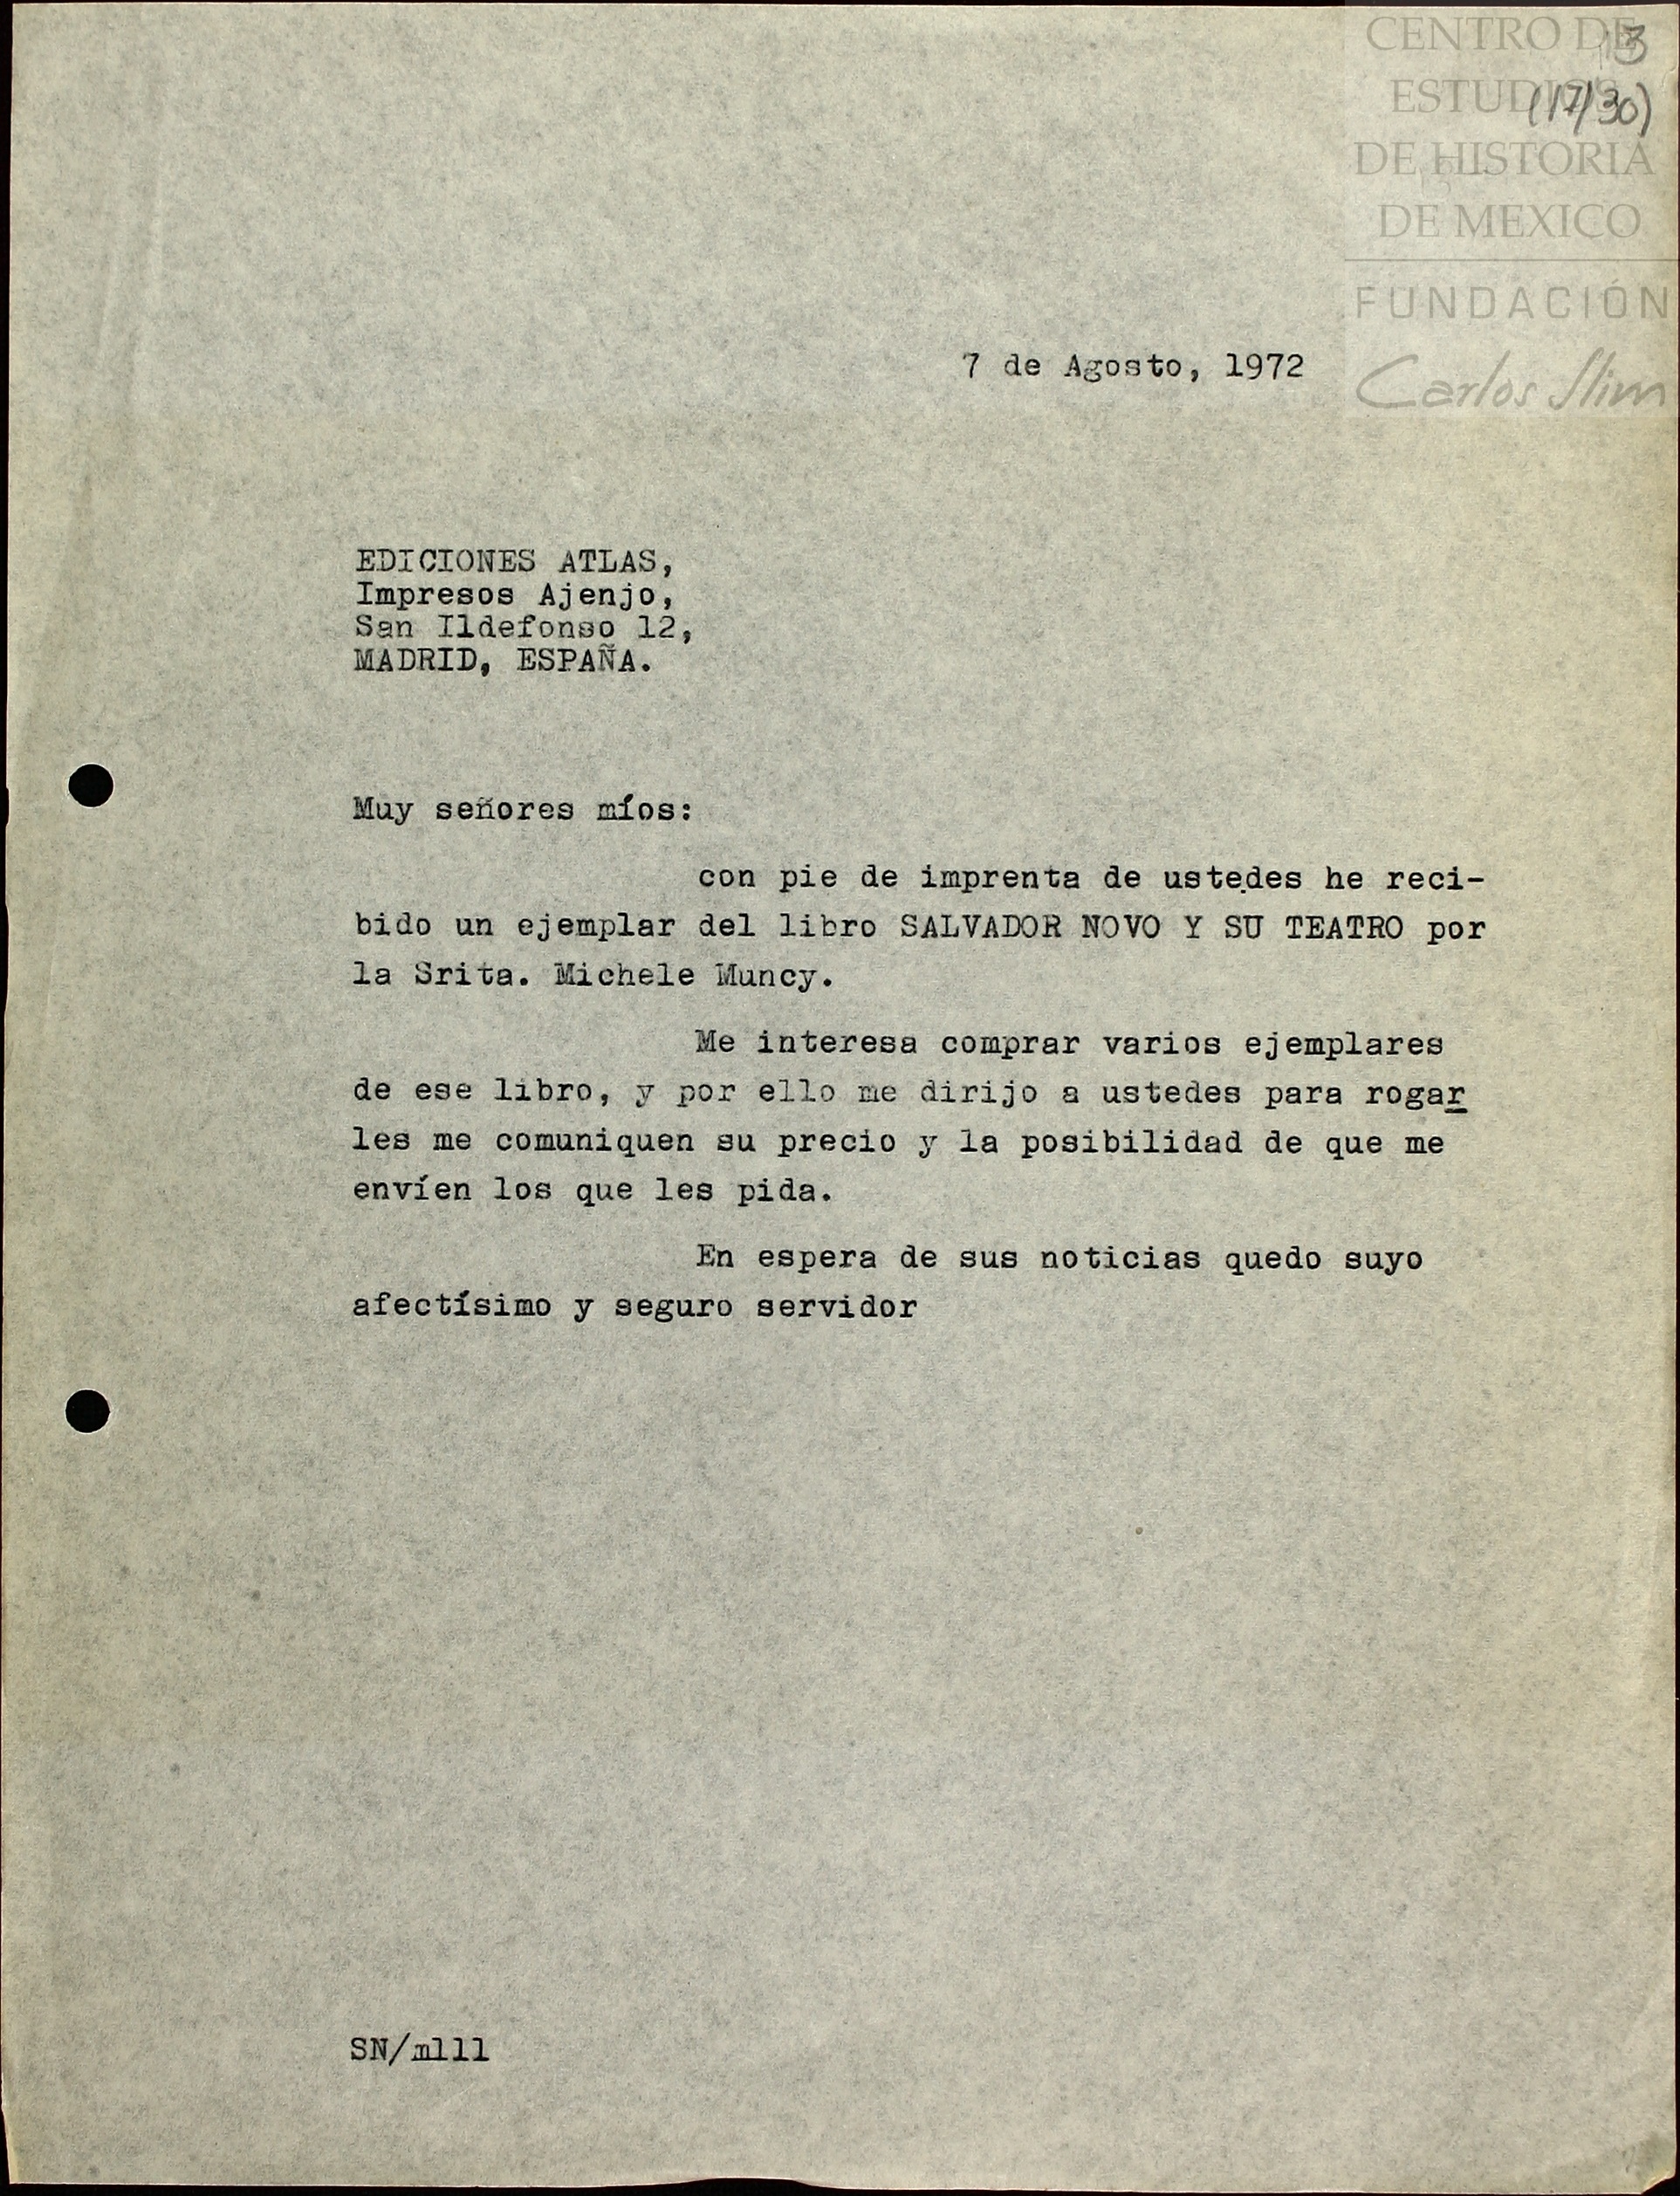 CENTRO DE
ESTUDIOS
DE HISTORIA
DE MEXICO
FUNDACIÓN
Carlos Slim
3
(17/30)
7 de Agosto, 1972
EDICIONES ATLAS,
Impresos Ajenjo,
San Ildefonso 12,
MADRID, ESPAÑA.
Muy señores míos:
con pie de imprenta de ustedes he reci-
bido un ejemplar del libro SALVADOR NOVO Y SU TEATRO por
la Srita. Michele Muncy.
Me interesa comprar varios ejemplares
de ese libro, y por ello me dirijo a ustedes para rogar
les me comuniquen su precio y la posibilidad de que me
envíen los que les pida.
En espera de sus noticias quedo suyo
afectísimo y seguro servidor
SN/mlll